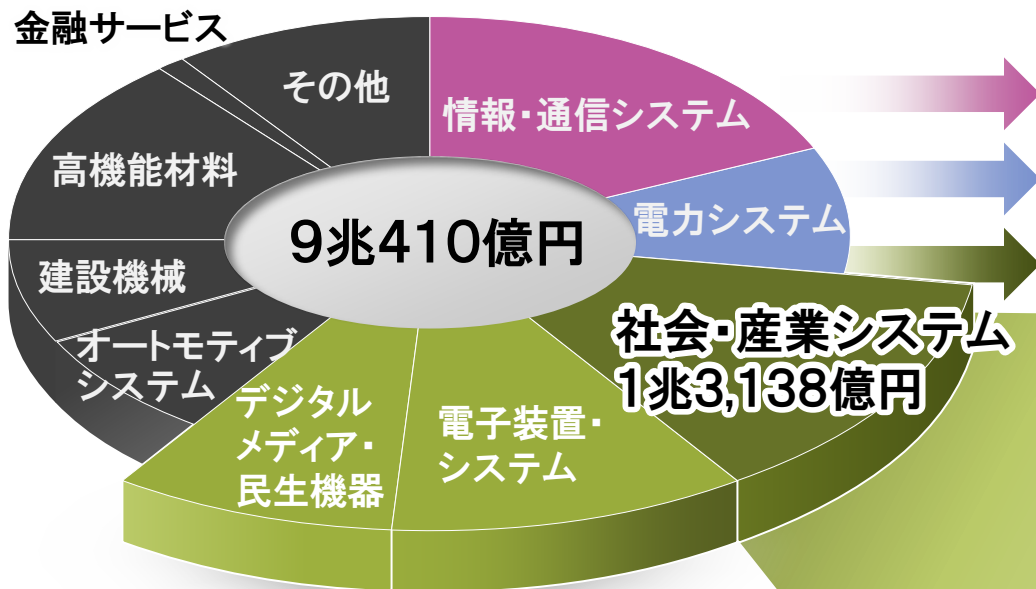 金融サービス
その他
情報・通信システム
高機能材料
電力システム
9兆410億円
建設機械
社会・産業システム
1兆3,138億円
オートモティブ
システム
デジタル
メディア・
民生機器
電子装置・
システム